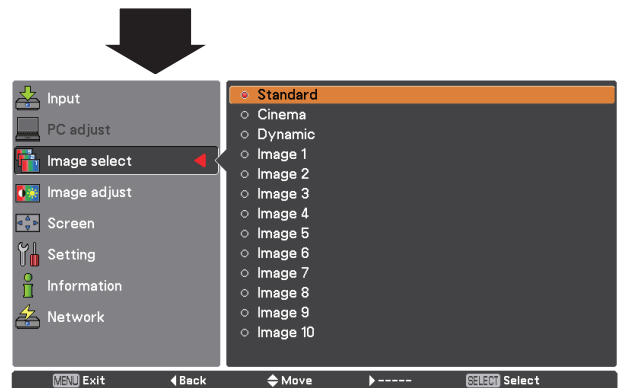 Input
PC adjust
Image select
Image adjust
Screen
Setting
Information
Network
Standard
Cinema
Dynamic
Image 1
Image 2
Image 3
Image 4
Image 5
Image 6
Image 7
Image 8
Image 9
Image 10
MENU Exit Back Move ----- SELECT Select